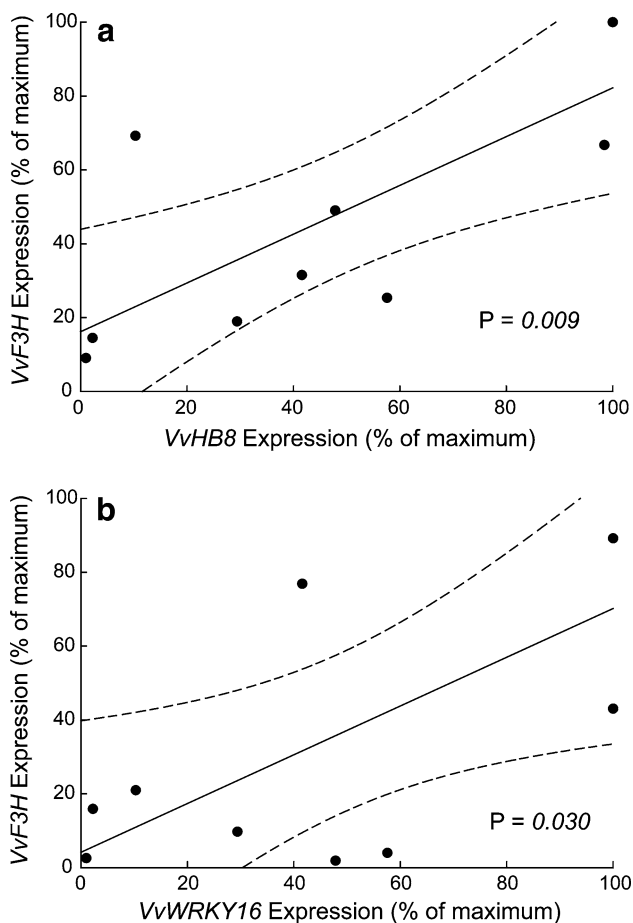 a
100
80
60
40
20
0
VvF3H Expression (% of maximum)
P = 0.009
0 20 40 60 80 100
VvHB8 Expression (% of maximum)
b
100
80
60
40
20
0
VvF3H Expression (% of maximum)
P = 0.030
0 20 40 60 80 100
VvWRKY16 Expression (% of maximum)